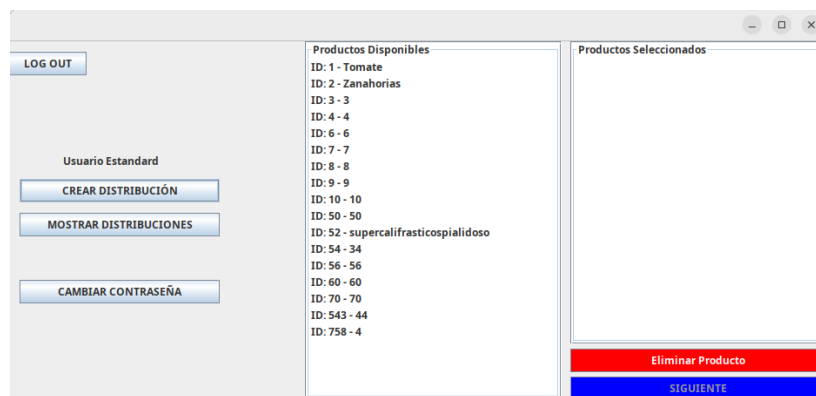 LOG OUT
Usuario Estandard
CREAR DISTRIBUCIÓN
MOSTRAR DISTRIBUCIONES
CAMBIAR CONTRASEÑA
Productos Disponibles
ID: 1 - Tomate
ID: 2 - Zanahorias
ID: 3 - 3
ID: 4 - 4
ID: 6 - 6
ID: 7 - 7
ID: 8 - 8
ID: 9 - 9
ID: 10 - 10
ID: 50 - 50
ID: 52 - supercalifrasticospialidoso
ID: 54 - 34
ID: 56 - 56
ID: 60 - 60
ID: 70 - 70
ID: 543 - 44
ID: 758 - 4
Productos Seleccionados
Eliminar Producto
SIGUIENTE